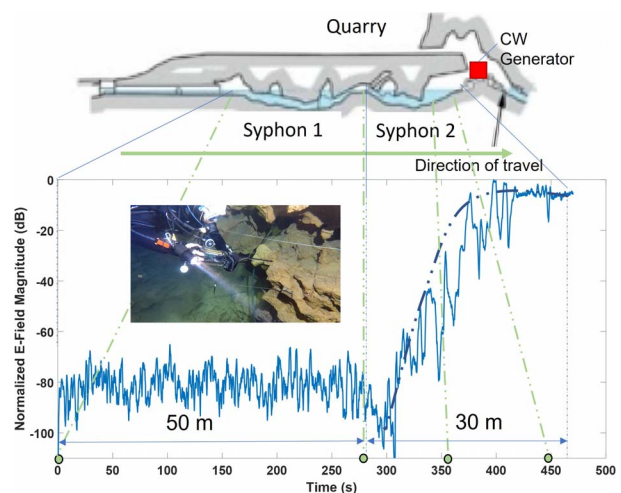 Quarry
CW
Generator
Syphon 1
Syphon 2
Direction of travel
Normalized E-Field Magnitude (dB)
0
-20
-40
-60
-80
-100
50 m
30 m
0
50
100
150
200
250
300
350
400
450
500
Time (s)